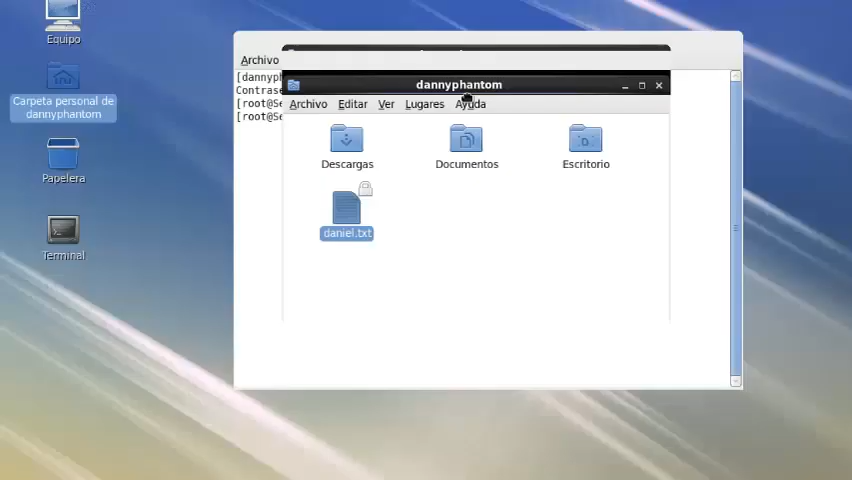 Equipo
Carpeta personal de
dannyphantom
Papelera
Terminal
Archivo
[dannyph
Contrase
[root@Se
[root@Se
dannyphantom
Archivo Editar Ver Lugares Ayuda
Descargas Documentos Escritorio
daniel.txt